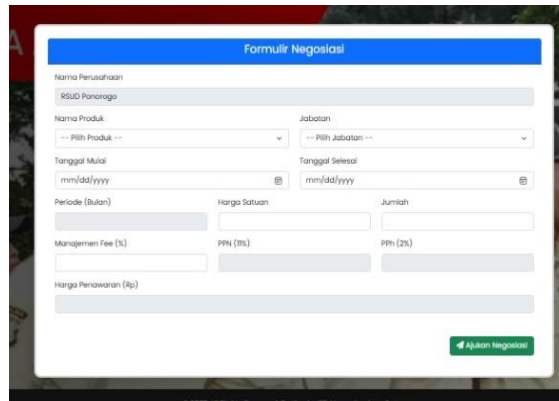 Formulir Negosiasi
Nama Perusahaan
RSUD Ponorogo
Nama Produk Jabatan
-- Pilih Produk -- -- Pilih Jabatan --
Tanggal Mulai Tanggal Selesai
mm/dd/yyyy mm/dd/yyyy
Periode (Bulan) Harga Satuan Jumlah
Manajemen Fee (%) PPN (11%) PPh (2%)
Harga Penawaran (Rp)
Ajukan Negosiasi